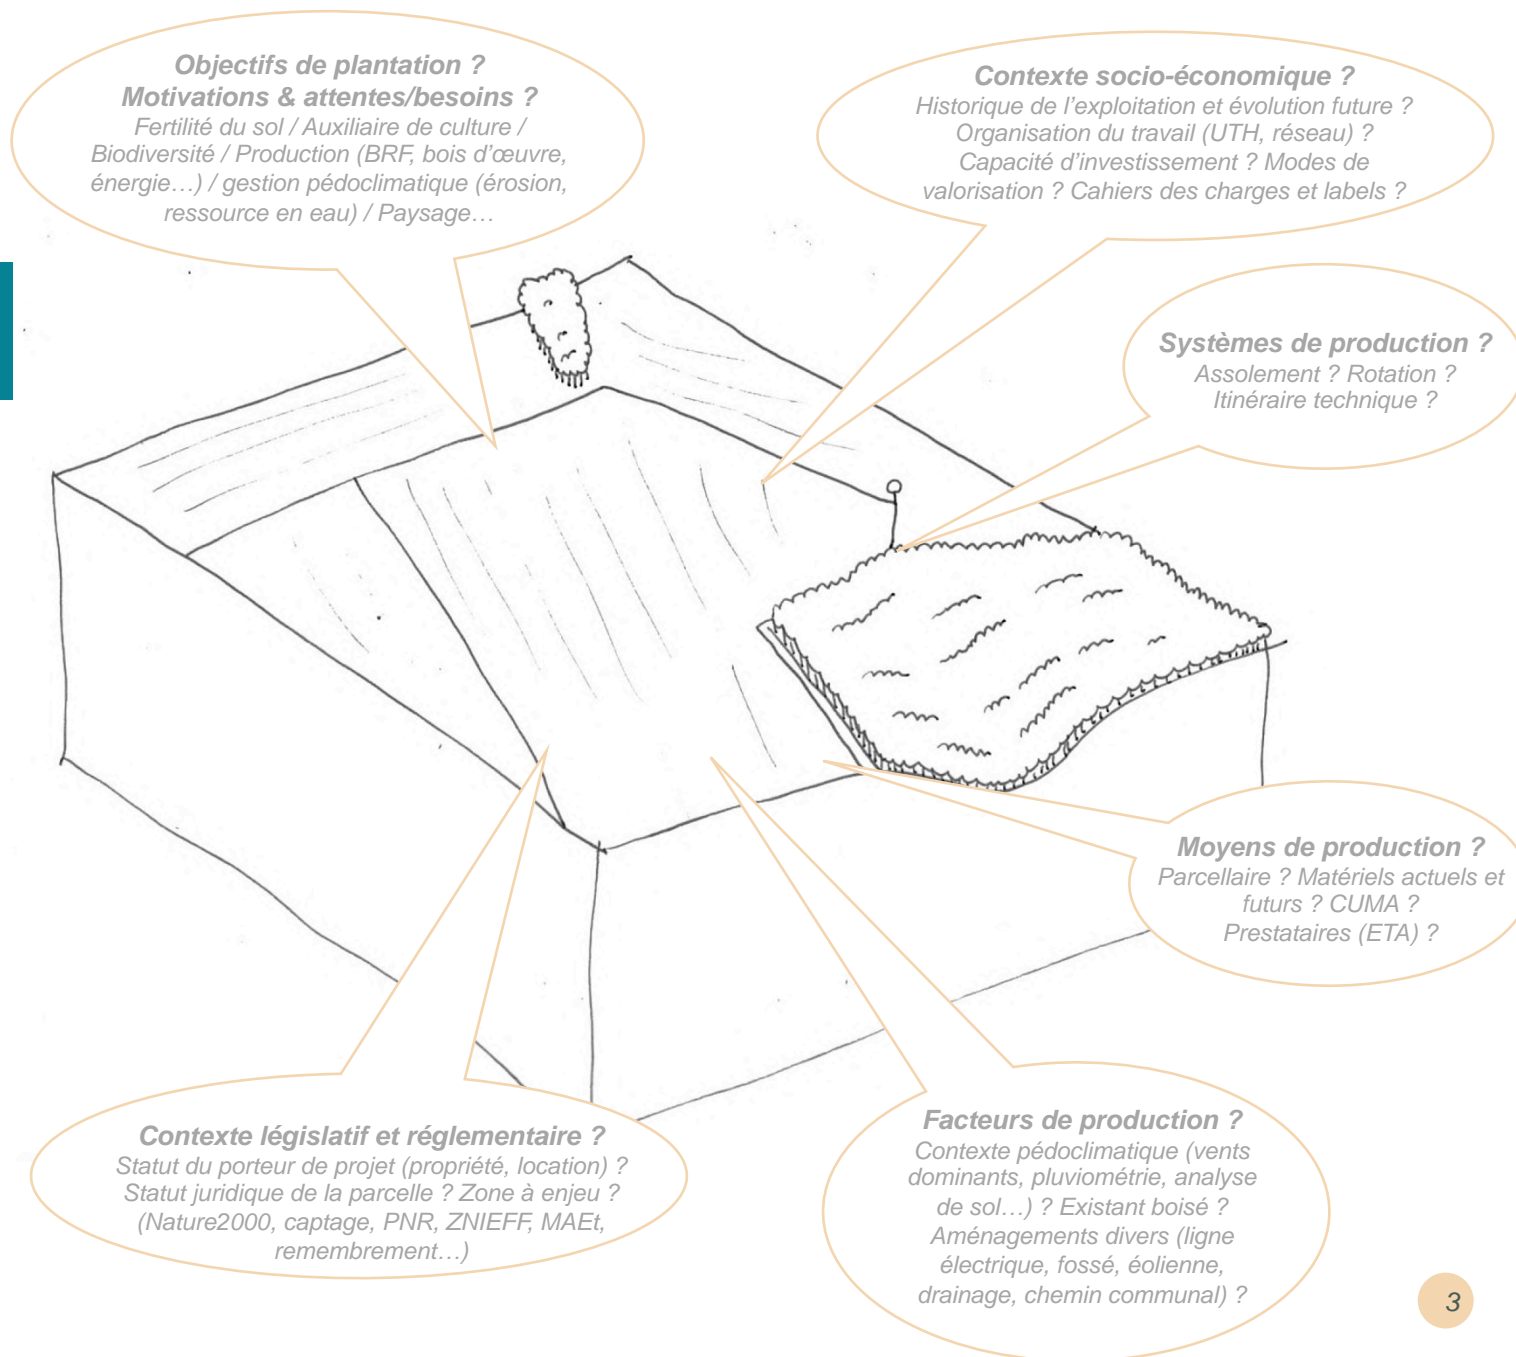 Objectifs de plantation ?
Motivations & attentes/besoins ?
Fertilité du sol / Auxiliaire de culture /
Biodiversité / Production (BRF, bois d’œuvre,
énergie…) / gestion pédoclimatique (érosion,
ressource en eau) / Paysage…
Contexte socio-économique ?
Historique de l’exploitation et évolution future ?
Organisation du travail (UTH, réseau) ?
Capacité d’investissement ? Modes de
valorisation ? Cahiers des charges et labels ?
Systèmes de production ?
Assolement ? Rotation ?
Itinéraire technique ?
Moyens de production ?
Parcellaire ? Matériels actuels et
futurs ? CUMA ?
Prestataires (ETA) ?
Contexte législatif et réglementaire ?
Statut du porteur de projet (propriété, location) ?
Statut juridique de la parcelle ? Zone à enjeu ?
(Nature2000, captage, PNR, ZNIEFF, MAEt,
remembrement…)
Facteurs de production ?
Contexte pédoclimatique (vents
dominants, pluviométrie, analyse
de sol…) ? Existant boisé ?
Aménagements divers (ligne
électrique, fossé, éolienne,
drainage, chemin communal) ?
3